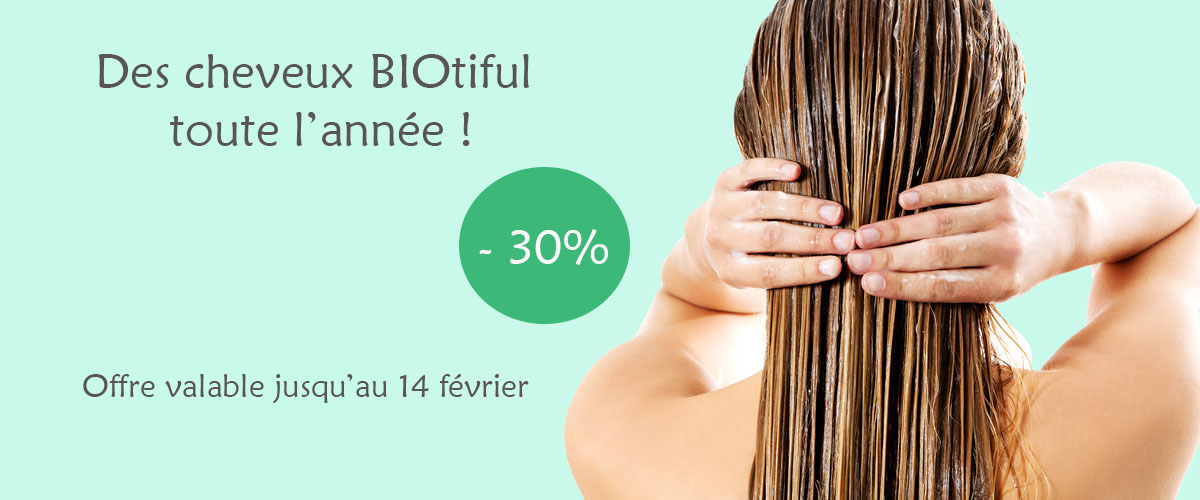 Des cheveux BIOtiful
toute l’année !
- 30%
Offre valable jusqu’au 14 février